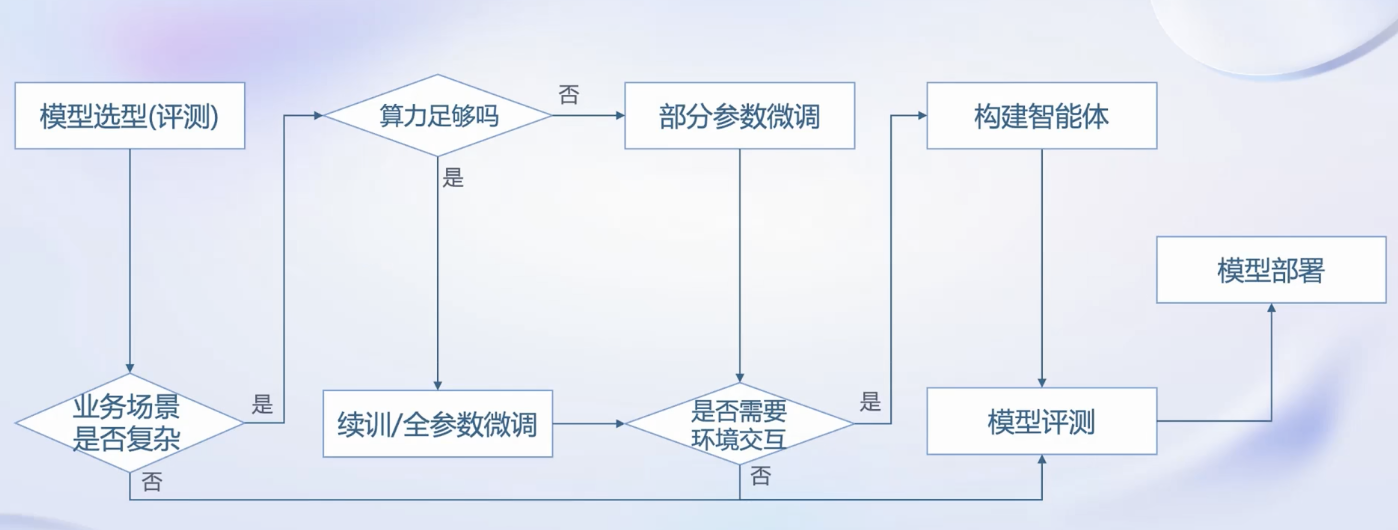 模型选型(评测)
算力足够吗
否
部分参数微调
构建智能体
是
模型部署
业务场景
是否复杂
是
续训/全参数微调
是否需要
环境交互
是
模型评测
否
否